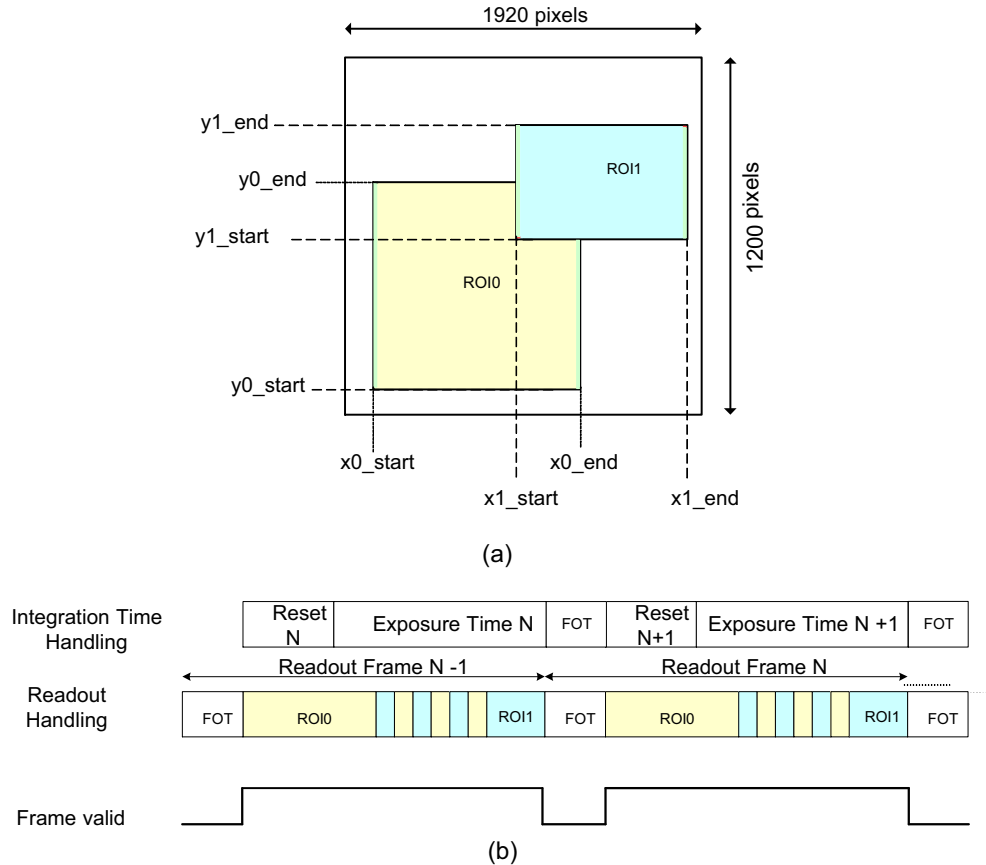 1920 pixels
y1_end
ROI1
y0_end
1200 pixels
y1_start
ROI0
y0_start
x0_start
x0_end
x1_start
x1_end
(a)
Integration Time
Handling
Reset
N
Exposure Time N
FOT
Reset
N+1
Exposure Time N +1
FOT
Readout Frame N -1
Readout Frame N
Readout
Handling
FOT
ROI0
ROI1
FOT
ROI0
ROI1
FOT
Frame valid
(b)